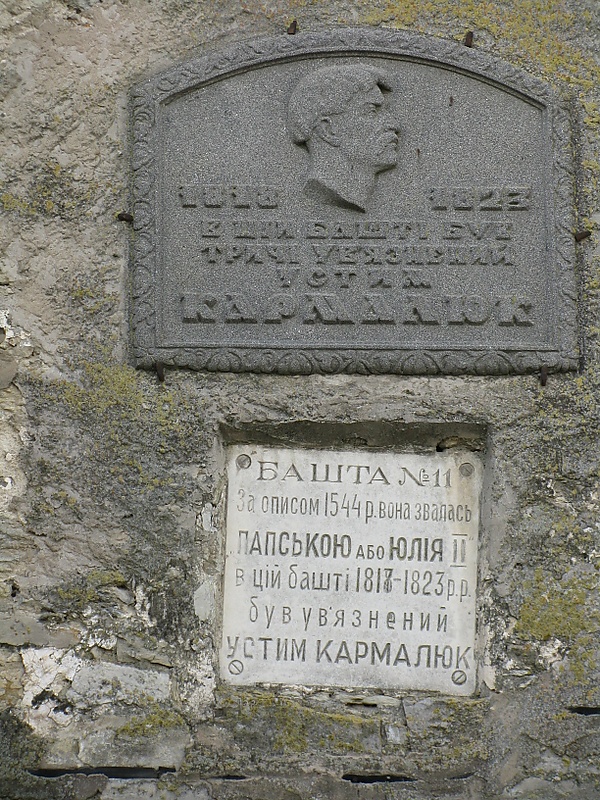 1818 1823
В ЦІЙ БАШТІ БУВ
ТРИЧІ УВ'ЯЗНЕНИЙ
УСТИМ
КАРМАЛЮК
БАШТА №11
За описом 1544 р. вона звалась
ПАПСЬКОЮ АБО ЮЛІЯ ІІ
в цій башті 1818-1823 р.р.
був ув'язнений
УСТИМ КАРМАЛЮК